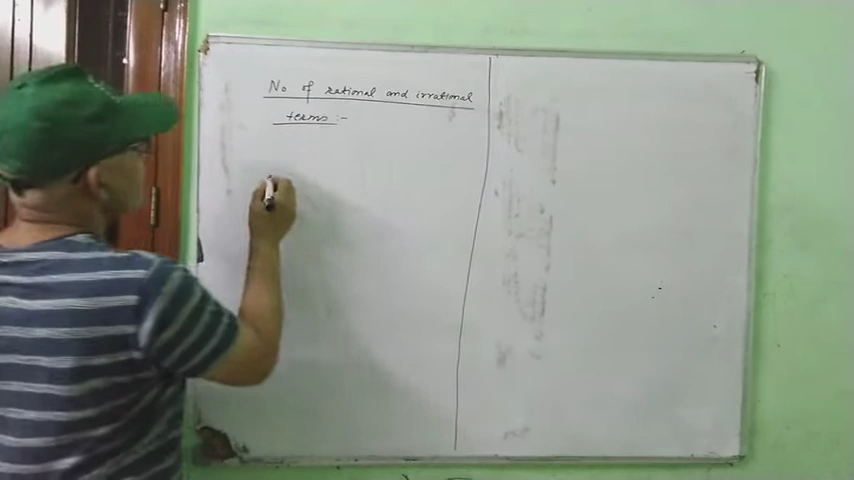 No of rational and irrational
terms :-